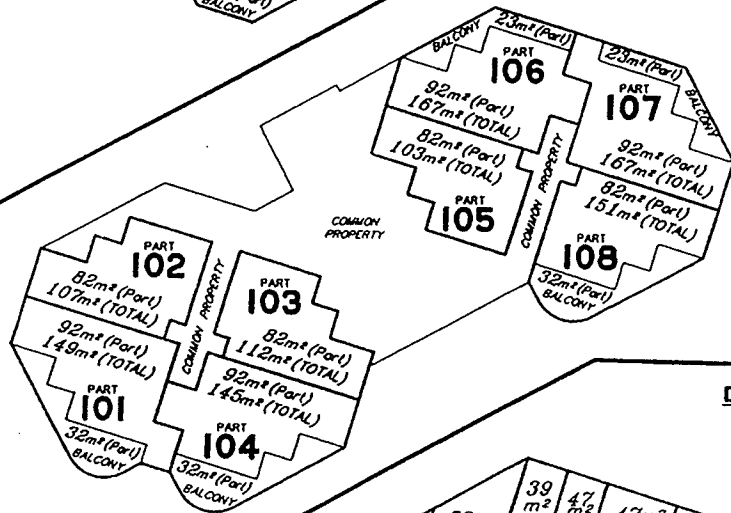 BALCONY
BALCONY
23m² (Part)
PART
106
92m² (Part)
167m² (TOTAL)
23m² (Part)
BALCONY
PART
107
92m² (Part)
167m² (TOTAL)
82m² (Part)
103m² (TOTAL)
PART
105
COMMON PROPERTY
82m² (Part)
151m² (TOTAL)
PART
108
32m² (Part)
BALCONY
COMMON
PROPERTY
PART
102
82m² (Part)
107m² (TOTAL)
COMMON PROPERTY
PART
103
82m² (Part)
112m² (TOTAL)
92m² (Part)
149m² (TOTAL)
PART
101
32m² (Part)
BALCONY
92m² (Part)
145m² (TOTAL)
PART
104
32m² (Part)
BALCONY
39
m²
47
m²